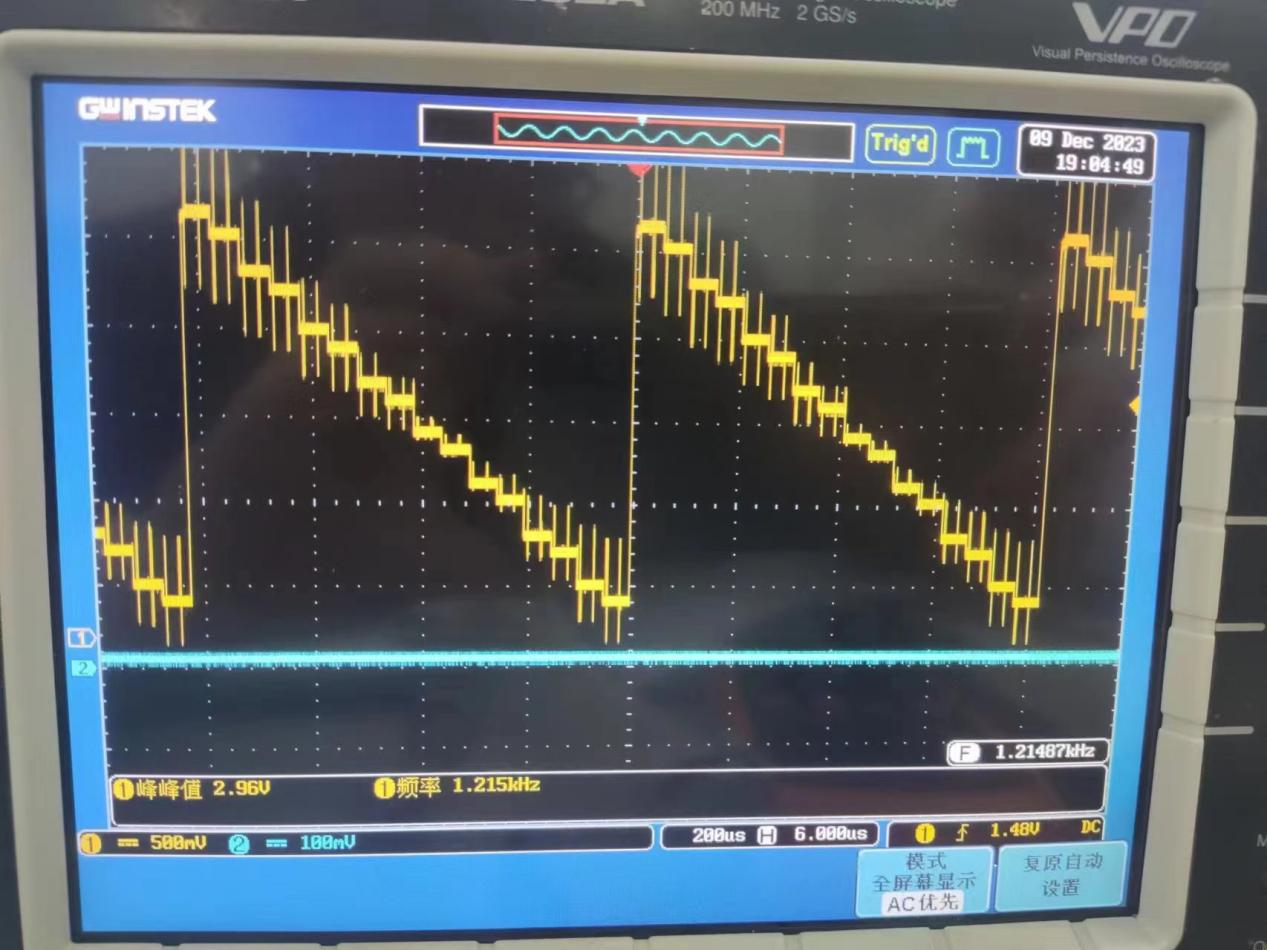 200 MHz 2 GS/s
VPO
Visual Persistence Oscilloscope
GWINSTEK
Trig'd
09 Dec 2023
19:04:49
1
2
F 1.21487kHz
1 峰峰值 2.96V 1 频率 1.215kHz
1 500mV 2 100mV 200us H 6.000us 1 1.48V DC
模式
全屏幕显示
AC优先
复原自动
设置